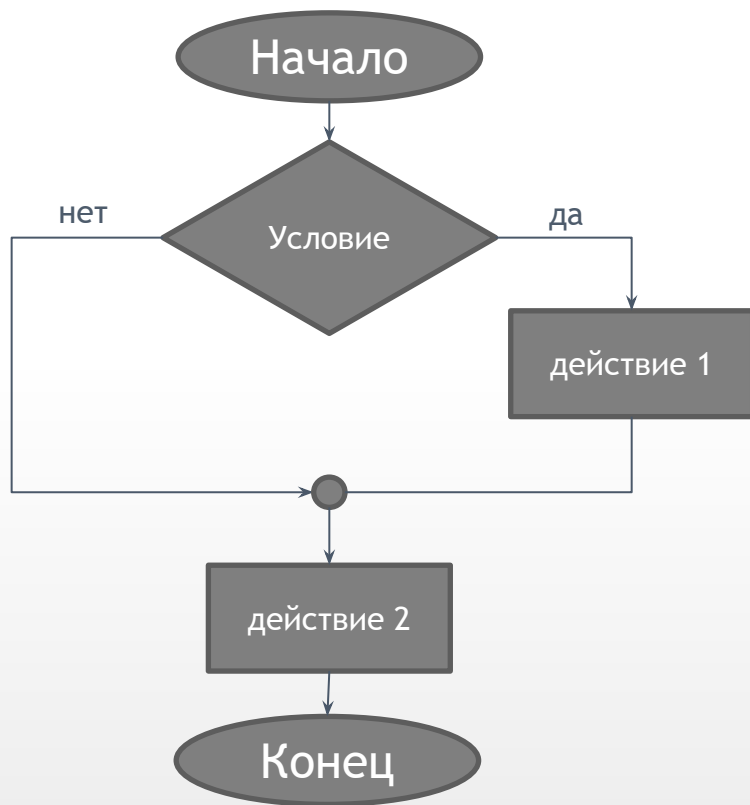 Начало
нет
да
Условие
действие 1
действие 2
Конец